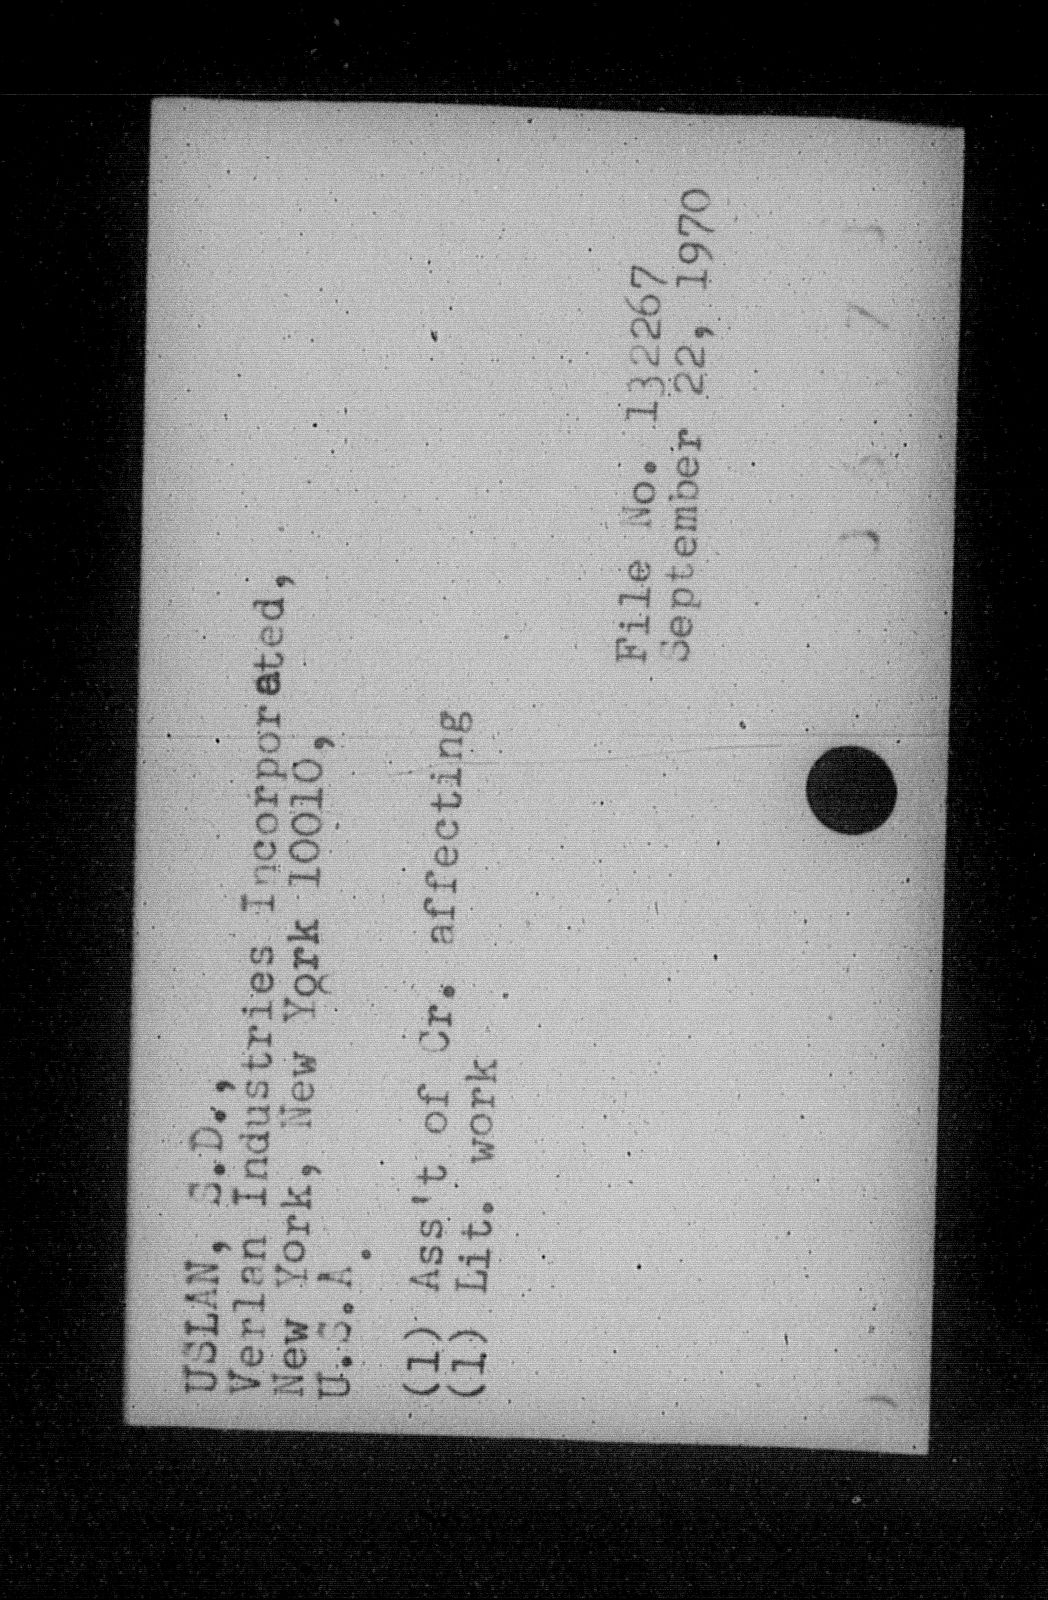 USLAN, S.D.,
Verlan Industries Incorporated,
New York, New York 10010,
U.S.A.
(1) Ass't of Cr. affecting
(1) Lit. work
File No. 132267
September 22, 1970